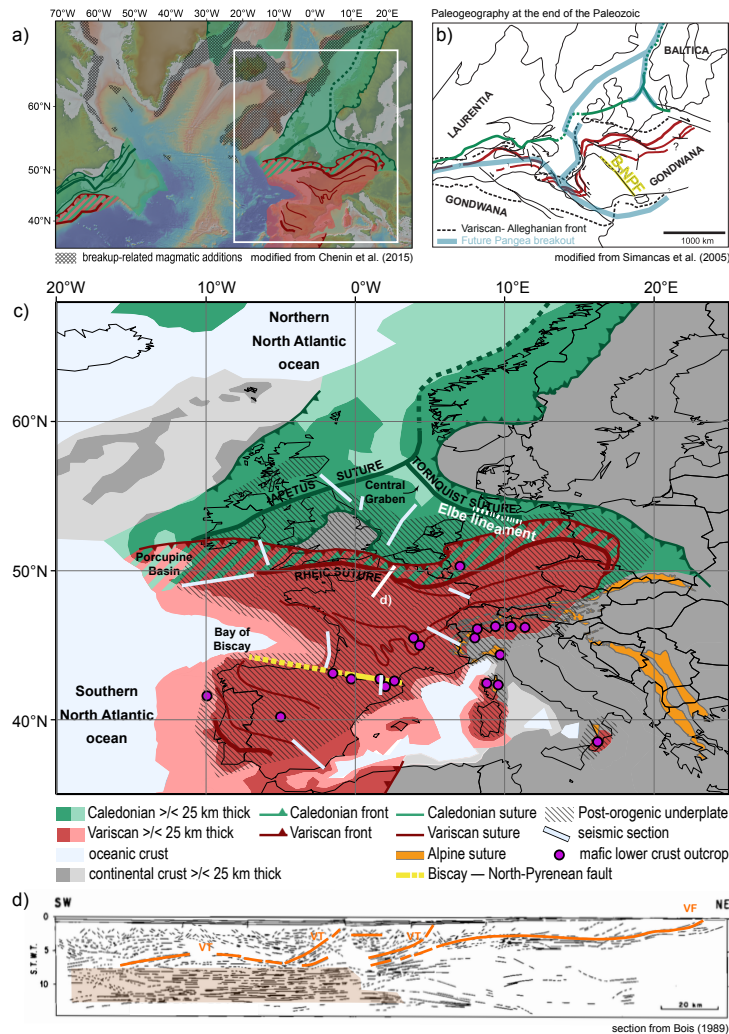 a)
70°W 60°W 50°W 40°W 30°W 20°W 10°W 0°W 10°E 20°E
60°N
50°N
40°N
breakup-related magmatic additions
modified from Chenin et al. (2015)
Paleogeography at the end of the Paleozoic
b)
BALTICA
LAURENTIA
B-NPF
?
GONDWANA
GONDWANA
Variscan- Alleghanian front
Future Pangea breakout
1000 km
modified from Simancas et al. (2005)
20°W 10°W 0°W 10°E 20°E
c)
Northern
North Atlantic
ocean
60°N
IAPETUS SUTURE
TORNQUIST SUTURE
Central
Graben
Elbe lineament
Porcupine
Basin
50°N
RHEIC SUTURE
d)
Bay of
Biscay
Southern
North Atlantic
ocean
40°N
Caledonian >/< 25 km thick
Caledonian front
Caledonian suture
Post-orogenic underplate
Variscan >/< 25 km thick
Variscan front
Variscan suture
seismic section
oceanic crust
Alpine suture
mafic lower crust outcrop
continental crust >/< 25 km thick
Biscay — North-Pyrenean fault
d)
SW
NE
VF
VT
VT
VT
S.T.W.T.
0
5
10
20 km
section from Bois (1989)